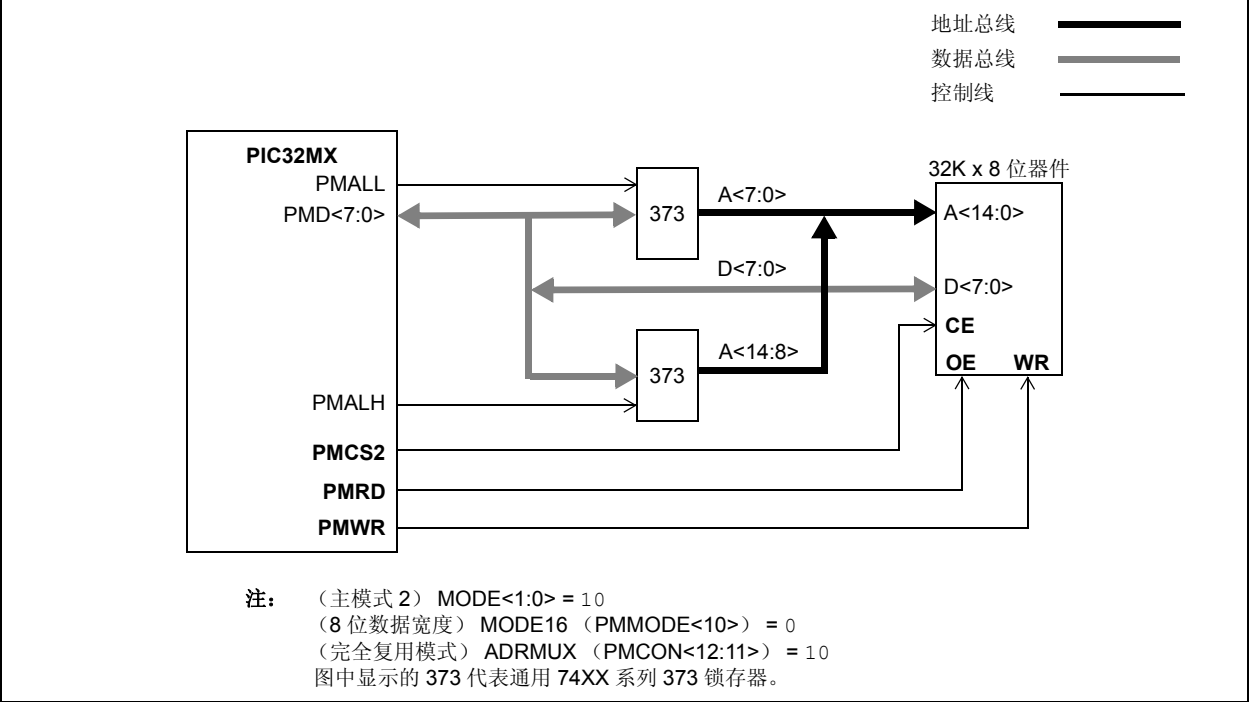 地址总线
数据总线
控制线
PIC32MX
PMALL
PMD<7:0>
PMALH
PMCS2
PMRD
PMWR
373
A<7:0>
D<7:0>
373
A<14:8>
32K x 8 位器件
A<14:0>
D<7:0>
CE
OE WR
注： （主模式 2） MODE<1:0> = 10
（8 位数据宽度） MODE16 （PMMODE<10>） = 0
（完全复用模式） ADRMUX （PMCON<12:11>） = 10
图中显示的 373 代表通用 74XX 系列 373 锁存器。